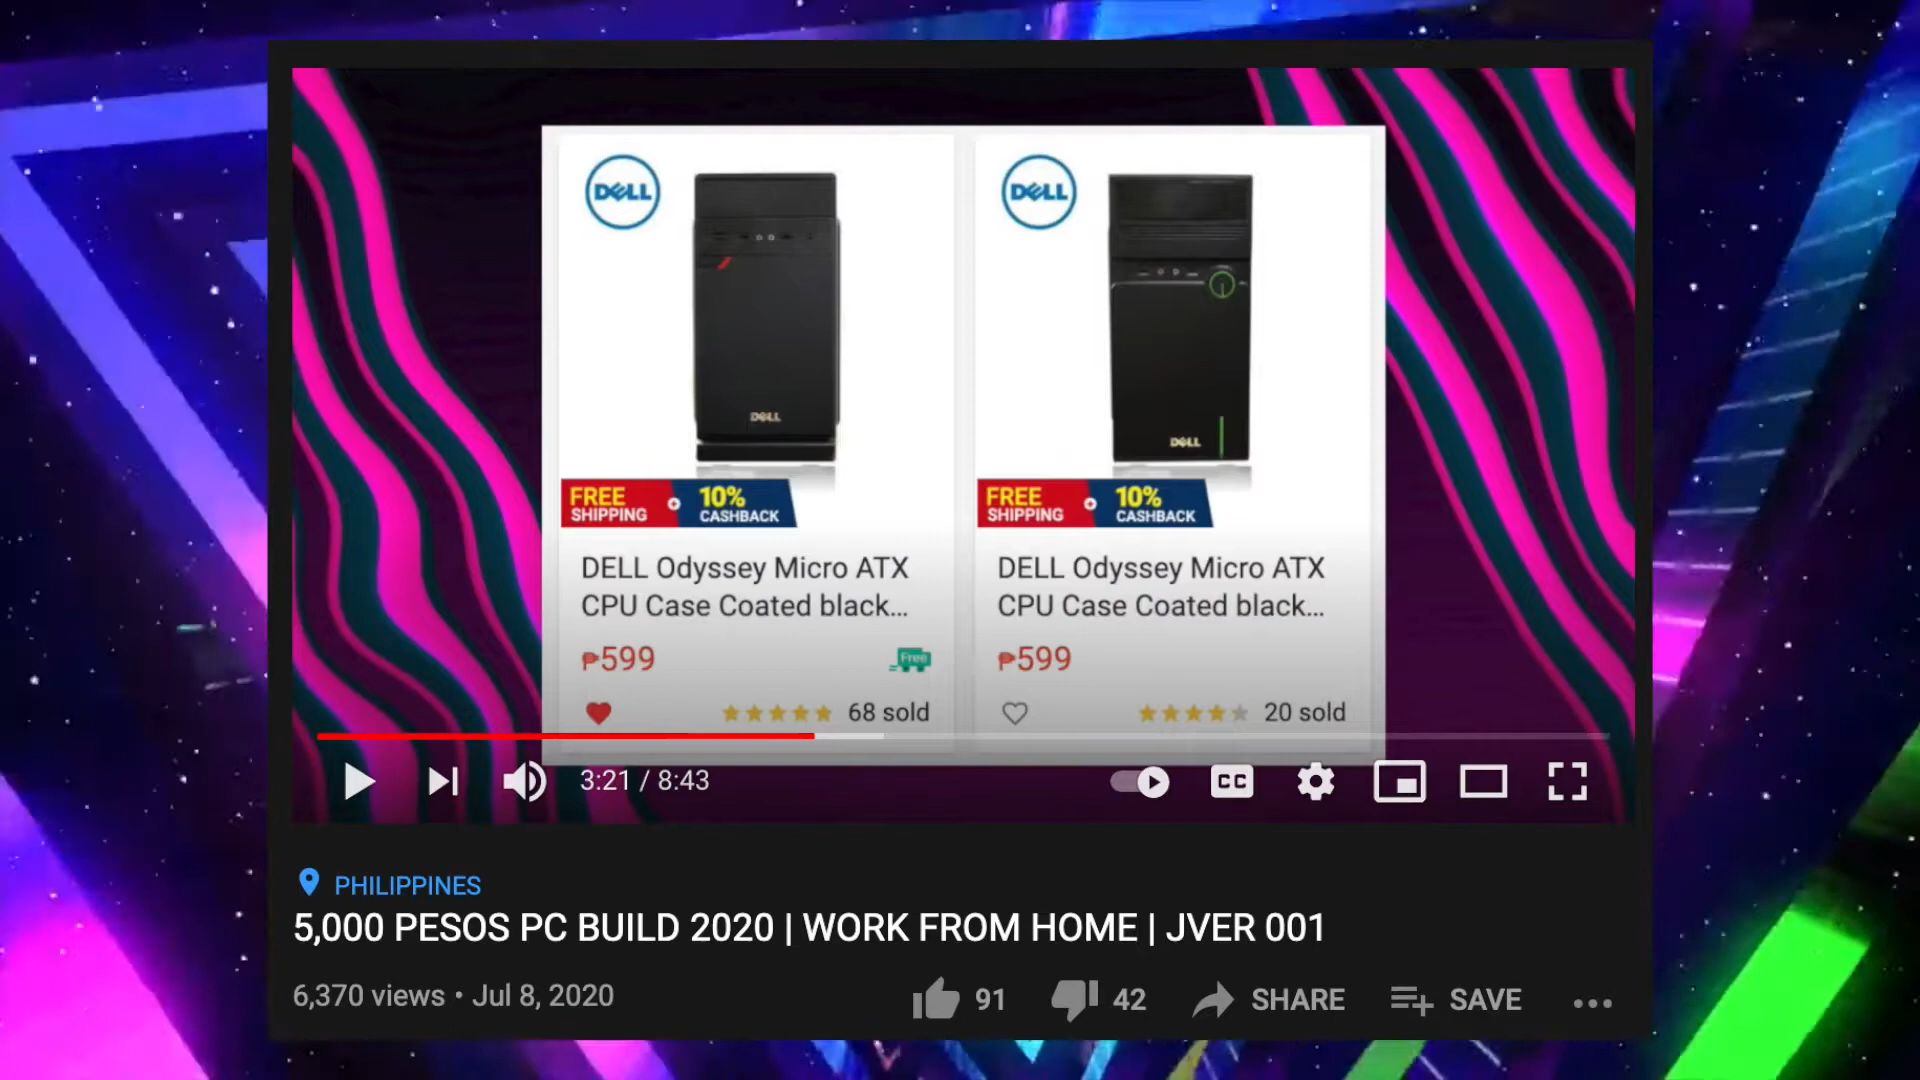 DELL
DELL
DELL
DELL
FREE
SHIPPING
10%
CASHBACK
FREE
SHIPPING
10%
CASHBACK
DELL Odyssey Micro ATX
CPU Case Coated black...
₱599
Free
68 sold
DELL Odyssey Micro ATX
CPU Case Coated black...
₱599
20 sold
3:21 / 8:43
CC
PHILIPPINES
5,000 PESOS PC BUILD 2020 | WORK FROM HOME | JVER 001
6,370 views • Jul 8, 2020
91
42
SHARE
SAVE